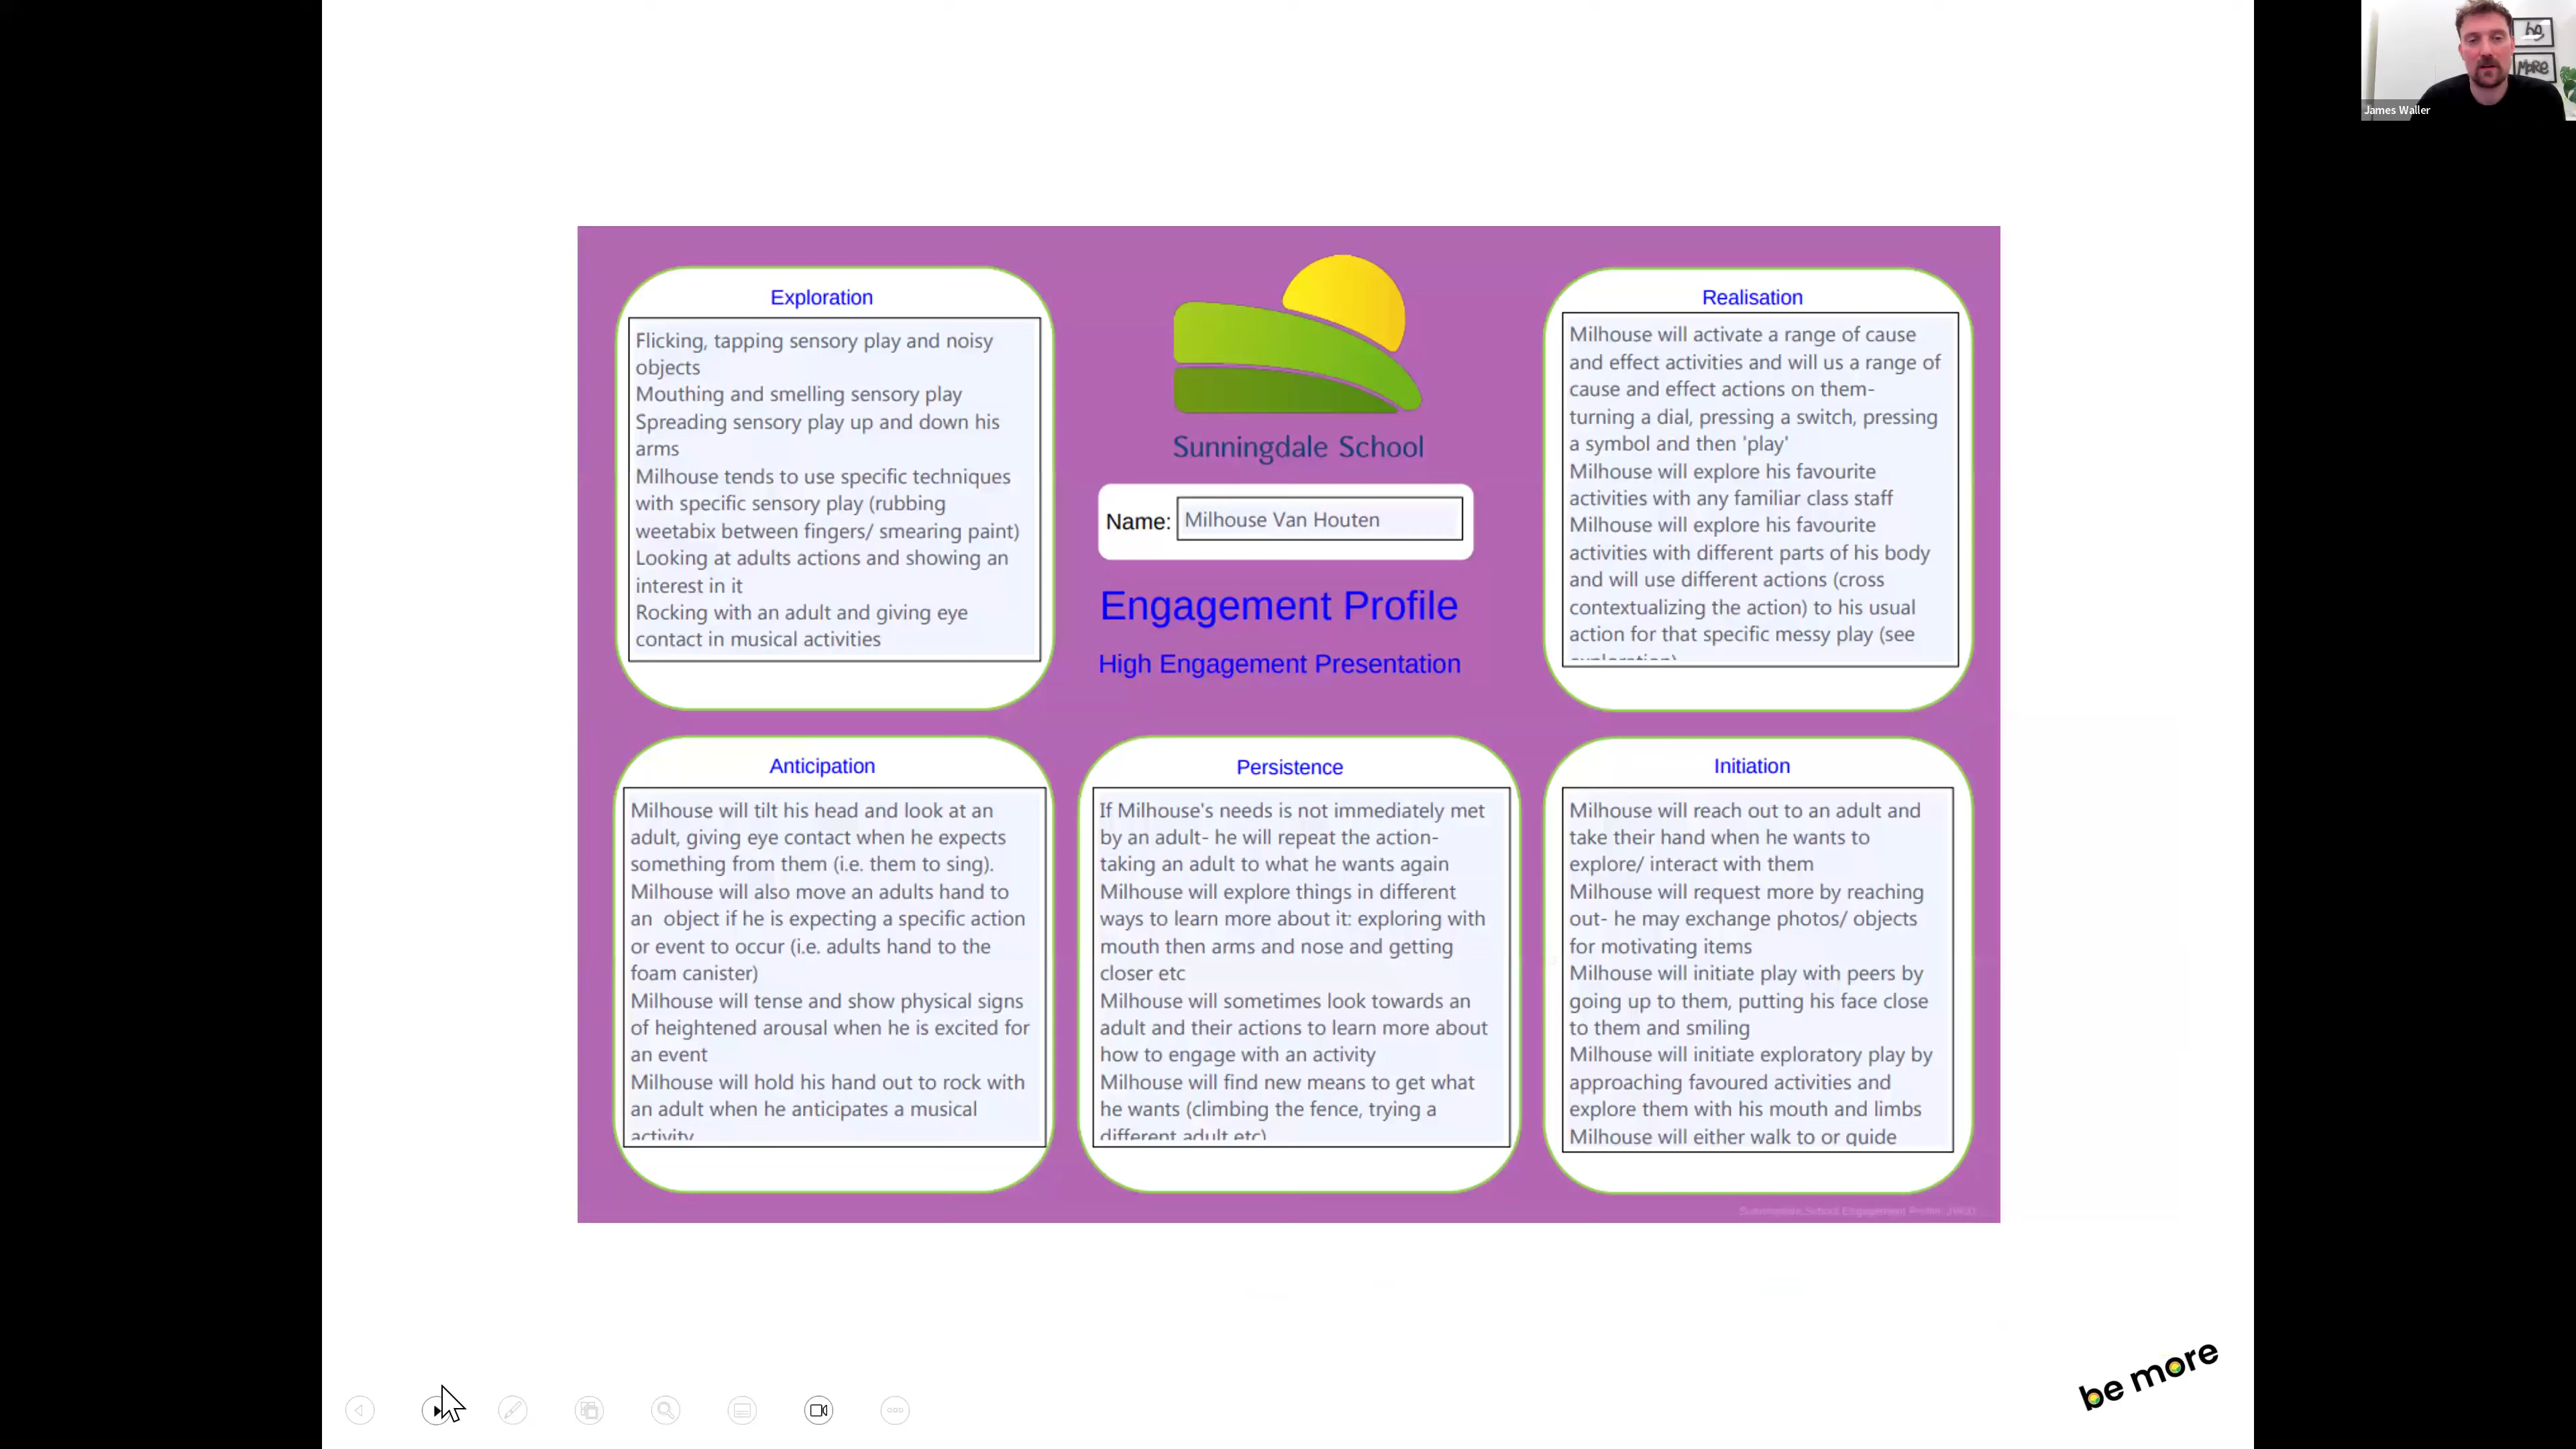 Exploration
Flicking, tapping sensory play and noisy
objects
Mouthing and smelling sensory play
Spreading sensory play up and down his
arms
Milhouse tends to use specific techniques
with specific sensory play (rubbing
weetabix between fingers/ smearing paint)
Looking at adults actions and showing an
interest in it
Rocking with an adult and giving eye
contact in musical activities
Sunningdale School
Name: Milhouse Van Houten
Engagement Profile
High Engagement Presentation
Realisation
Milhouse will activate a range of cause
and effect activities and will us a range of
cause and effect actions on them-
turning a dial, pressing a switch, pressing
a symbol and then 'play'
Milhouse will explore his favourite
activities with any familiar class staff
Milhouse will explore his favourite
activities with different parts of his body
and will use different actions (cross
contextualizing the action) to his usual
action for that specific messy play (see
exploration)
Anticipation
Milhouse will tilt his head and look at an
adult, giving eye contact when he expects
something from them (i.e. them to sing).
Milhouse will also move an adults hand to
an object if he is expecting a specific action
or event to occur (i.e. adults hand to the
foam canister)
Milhouse will tense and show physical signs
of heightened arousal when he is excited for
an event
Milhouse will hold his hand out to rock with
an adult when he anticipates a musical
activity
Persistence
If Milhouse's needs is not immediately met
by an adult- he will repeat the action-
taking an adult to what he wants again
Milhouse will explore things in different
ways to learn more about it: exploring with
mouth then arms and nose and getting
closer etc
Milhouse will sometimes look towards an
adult and their actions to learn more about
how to engage with an activity
Milhouse will find new means to get what
he wants (climbing the fence, trying a
different adult etc)
Initiation
Milhouse will reach out to an adult and
take their hand when he wants to
explore/ interact with them
Milhouse will request more by reaching
out- he may exchange photos/ objects
for motivating items
Milhouse will initiate play with peers by
going up to them, putting his face close
to them and smiling
Milhouse will initiate exploratory play by
approaching favoured activities and
explore them with his mouth and limbs
Milhouse will either walk to or guide
Sunningdale School Engagement Profile
be more
be
MORE
James Waller